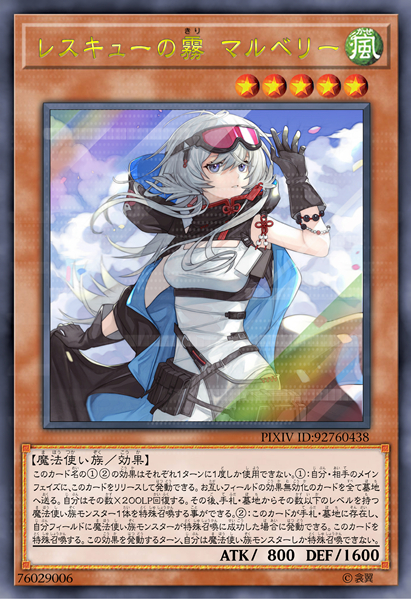 レスキューの霧 マルベリー 風
PIXIV ID:92760438
【魔法使い族／効果】
このカード名の①②の効果はそれぞれ1ターンに1度しか使用できない。①:自分・相手のメイン
フェイズに、このカードをリリースして発動できる。お互いフィールドの効果無効化のカードを全て墓地
へ送る。自分はその数×200LP回復する。その後、手札・墓地からその数以下のレベルを持つ
魔法使い族モンスター1体を特殊召喚する事ができる。②:このカードが手札・墓地に存在し、
自分フィールドに魔法使い族モンスターが特殊召喚に成功した場合に発動できる。このカードを
特殊召喚する。この効果を発動するターン、自分は魔法使い族モンスターしか特殊召喚できない。
ATK/ 800 DEF/1600
76029006 ©衾翼